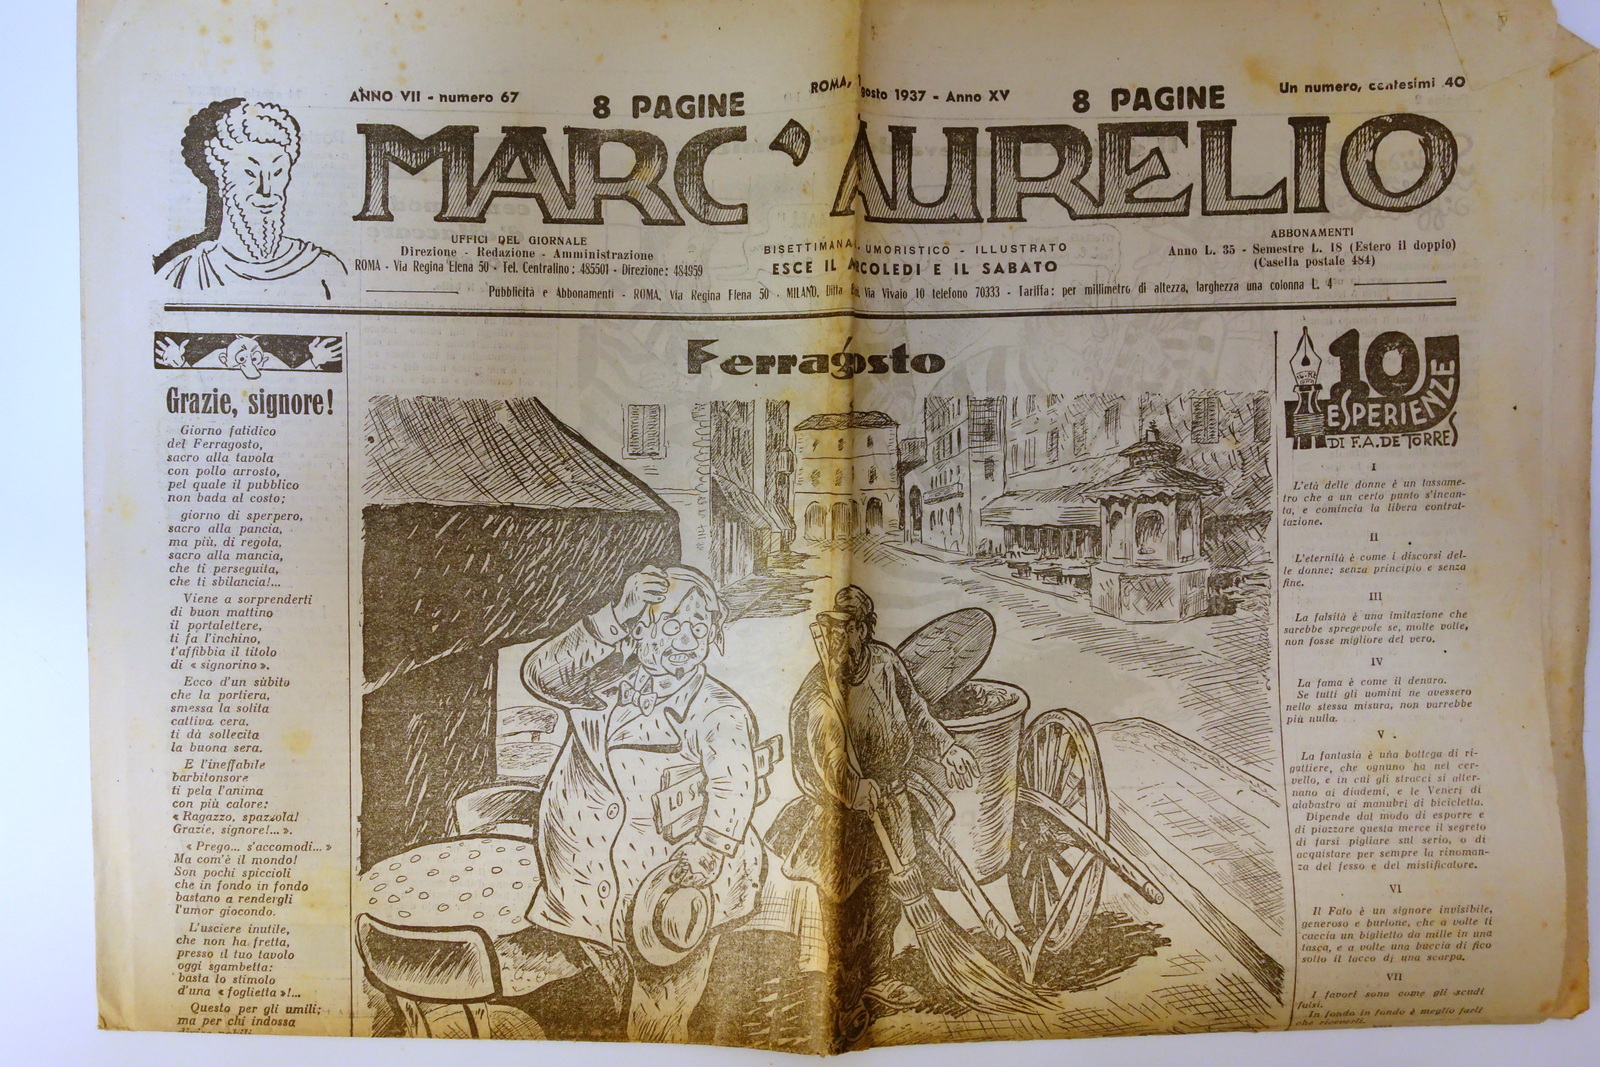 ANNO VII - numero 67
8 PAGINE
ROMA,
gosto 1937 - Anno XV
8 PAGINE
Un numero, centesimi 40
MARC'AURELIO
UFFICI DEL GIORNALE
Direzione - Redazione - Amministrazione
ROMA - Via Regina Elena 50 - Tel. Centralino: 485501 - Direzione: 484959
BISETTIMANA UMORISTICO - ILLUSTRATO
ESCE IL COLEDI E IL SABATO
ABBONAMENTI
Anno L. 35 - Semestre L. 18 (Estero il doppio)
(Casella postale 484)
Pubblicità e Abbonamenti - ROMA, Via Regina Elena 50 - MILANO, Ditta Via Vivaio 10 telefono 70333 - Tariffa: per millimetro di altezza, larghezza una colonna L. 4
Grazie, signore!
Giorno fatidico
del Ferragosto,
sacro alla tavola
con pollo arrosto,
pel quale il pubblico
non bada al costo;
giorno di sperpero,
sacro alla pancia,
ma più, di regola,
sacro alla mancia,
che ti perseguita,
che ti sbilancia!...
Viene a sorprenderti
di buon mattino
il portalettere,
ti fa l'inchino,
t'affibbia il titolo
di « signorino ».
Ecco d'un sùbito
che la portiera,
smessa la solita
cattiva cera,
ti dà sollecita
la buona sera.
E l'ineffabile
barbitonsore
ti pela l'anima
con più calore:
« Ragazzo, spazzola!
Grazie, signore!... ».
« Prego... s'accomodi... »
Ma com'è il mondo!
Son pochi spiccioli
che in fondo in fondo
bastano a rendergli
l'umor giocondo.
L'usciere inutile,
che non ha fretta,
presso il tuo tavolo
oggi sgambetta:
basta lo stimolo
d'una « foglietta »!...
Questo per gli umili;
ma per chi indossa
Ferragosto
LO S
10
ESPERIENZE
DI F. A. DE TORRE
I
L'età delle donne è un tassame-
tro che a un certo punto s'incan-
ta, e comincia la libera contrat-
tazione.
II
L'eternità è come i discorsi del-
le donne; senza principio e senza
fine.
III
La falsità è una imitazione che
sarebbe spregevole se, molte volte,
non fosse migliore del vero.
IV
La fama è come il denaro.
Se tutti gli uomini ne avessero
nello stessa misura, non varrebbe
più nulla.
V
La fantasia è una bottega di ri-
gattiere, che ognuno ha nel cer-
vello, e in cui gli stracci si alter-
nano ai diademi, e le Veneri di
alabastro ai manubri di bicicletta.
Dipende dal modo di esporre e
di piazzare questa merce il segreto
di farsi pigliare sul serio, o di
acquistare per sempre la rinoman-
za del fesso e del mistificatore.
VI
Il Fato è un signore invisibile,
generoso e burlone, che a volte ti
caccia un biglietto da mille in una
tasca, e a volte una buccia di fico
sotto il tacco di una scarpa.
VII
I favori sono come gli scudi
falsi.
In fondo in fondo è meglio farli
che riceverli.